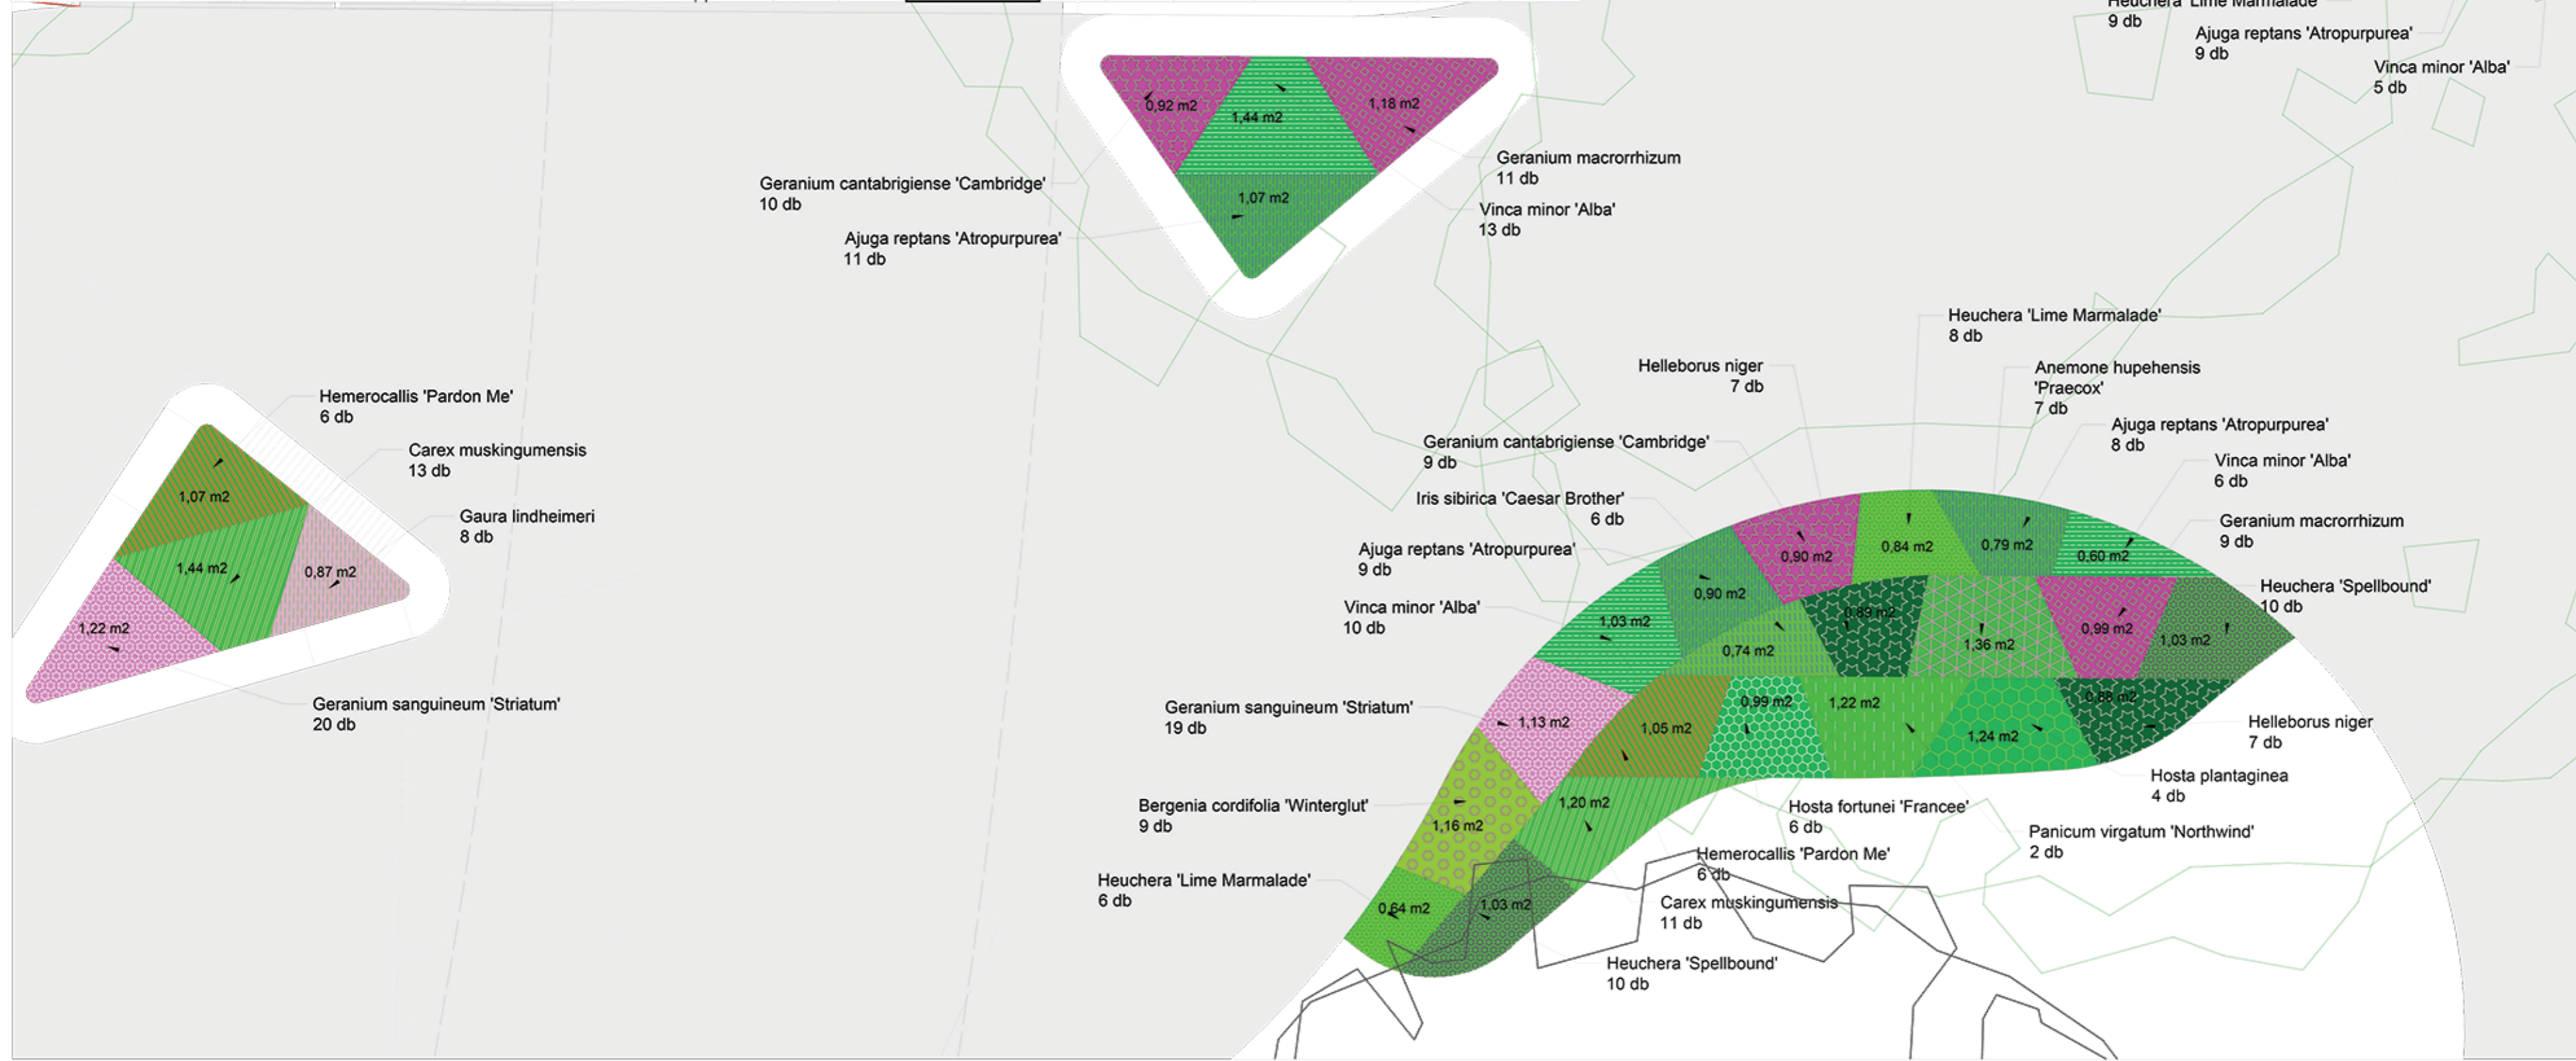 Heuchera 'Lime Marmalade'
9 db
Ajuga reptans 'Atropurpurea'
9 db
Vinca minor 'Alba'
5 db
0,92 m2
1,44 m2
1,18 m2
1,07 m2
Geranium cantabrigiense 'Cambridge'
10 db
Ajuga reptans 'Atropurpurea'
11 db
Geranium macrorrhizum
11 db
Vinca minor 'Alba'
13 db
Hemerocallis 'Pardon Me'
6 db
Carex muskingumensis
13 db
Gaura lindheimeri
8 db
1,07 m2
1,44 m2
0,87 m2
1,22 m2
Geranium sanguineum 'Striatum'
20 db
Heuchera 'Lime Marmalade'
8 db
Helleborus niger
7 db
Anemone hupehensis
'Praecox'
7 db
Ajuga reptans 'Atropurpurea'
8 db
Geranium cantabrigiense 'Cambridge'
9 db
Vinca minor 'Alba'
6 db
Iris sibirica 'Caesar Brother'
6 db
Geranium macrorrhizum
9 db
Ajuga reptans 'Atropurpurea'
9 db
Heuchera 'Spellbound'
10 db
Vinca minor 'Alba'
10 db
0,90 m2
0,84 m2
0,79 m2
0,60 m2
0,90 m2
1,03 m2
0,89 m2
0,74 m2
1,36 m2
0,99 m2
1,03 m2
Geranium sanguineum 'Striatum'
19 db
1,13 m2
1,05 m2
0,99 m2
1,22 m2
1,24 m2
0,88 m2
Helleborus niger
7 db
Hosta plantaginea
4 db
Bergenia cordifolia 'Winterglut'
9 db
1,16 m2
1,20 m2
Hosta fortunei 'Francee'
6 db
Panicum virgatum 'Northwind'
2 db
Hemerocallis 'Pardon Me'
6 db
Heuchera 'Lime Marmalade'
6 db
0,64 m2
1,03 m2
Carex muskingumensis
11 db
Heuchera 'Spellbound'
10 db